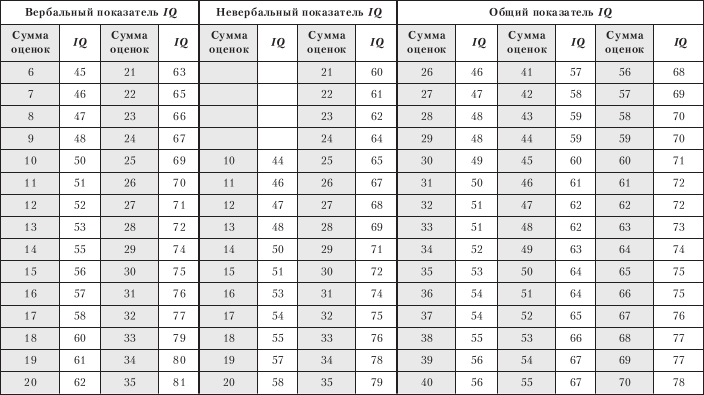 Вербальный показатель IQ Невербальный показатель IQ Общий показатель IQ
Сумма оценок IQ Сумма оценок IQ Сумма оценок IQ Сумма оценок IQ Сумма оценок IQ Сумма оценок IQ Сумма оценок IQ
6 45 21 63 21 60 26 46 41 57 56 68
7 46 22 65 22 61 27 47 42 58 57 69
8 47 23 66 23 62 28 48 43 59 58 70
9 48 24 67 24 64 29 48 44 59 59 70
10 50 25 69 10 44 25 65 30 49 45 60 60 71
11 51 26 70 11 46 26 67 31 50 46 61 61 72
12 52 27 71 12 47 27 68 32 51 47 62 62 72
13 53 28 72 13 48 28 69 33 51 48 62 63 73
14 55 29 74 14 50 29 71 34 52 49 63 64 74
15 56 30 75 15 51 30 72 35 53 50 64 65 75
16 57 31 76 16 53 31 74 36 54 51 64 66 75
17 58 32 77 17 54 32 75 37 54 52 65 67 76
18 60 33 79 18 55 33 76 38 55 53 66 68 77
19 61 34 80 19 57 34 78 39 56 54 67 69 77
20 62 35 81 20 58 35 79 40 56 55 67 70 78